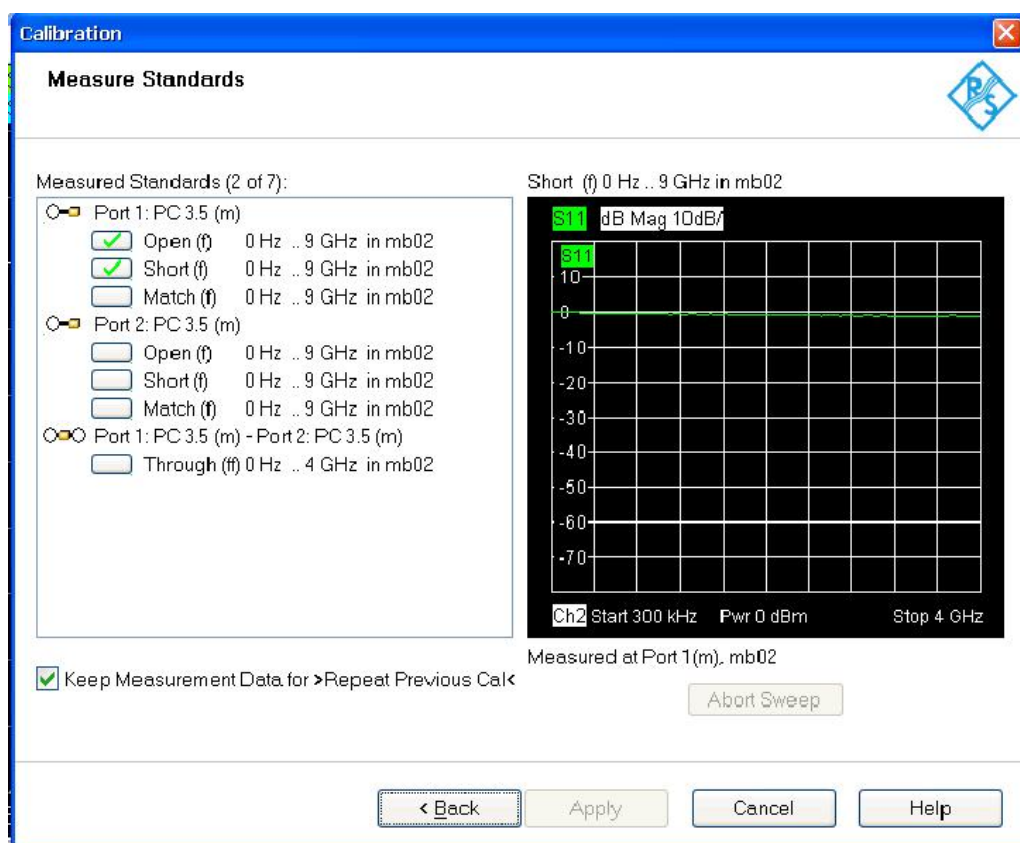 Calibration
Measure Standards
R S
Measured Standards (2 of 7):
Port 1: PC 3.5 (m)
Open (f) 0 Hz .. 9 GHz in mb02
Short (f) 0 Hz .. 9 GHz in mb02
Match (f) 0 Hz .. 9 GHz in mb02
Port 2: PC 3.5 (m)
Open (f) 0 Hz .. 9 GHz in mb02
Short (f) 0 Hz .. 9 GHz in mb02
Match (f) 0 Hz .. 9 GHz in mb02
Port 1: PC 3.5 (m) - Port 2: PC 3.5 (m)
Through (ff) 0 Hz .. 4 GHz in mb02
Keep Measurement Data for >Repeat Previous Cal<
Short (f) 0 Hz .. 9 GHz in mb02
S11 dB Mag 10dB/
S11
10
0
-10
-20
-30
-40
-50
-60
-70
Ch2 Start 300 kHz Pwr 0 dBm Stop 4 GHz
Measured at Port 1(m), mb02
Abort Sweep
< Back Apply Cancel Help